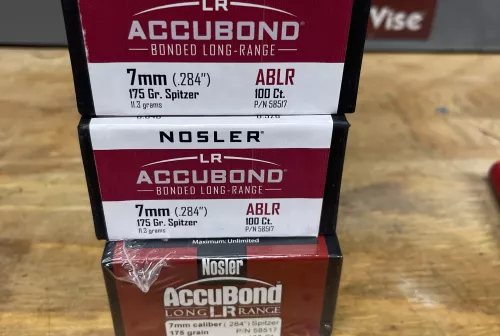 LR
Wise
ACCUBOND®
BONDED LONG-RANGE
7mm (.284") ABLR
175 Gr. Spitzer 100 Ct.
11.3 grams P/N 58517
NOSLER®
LR
ACCUBOND®
BONDED LONG-RANGE
7mm (.284") ABLR
175 Gr. Spitzer 100 Ct.
11.3 grams P/N 58517
Maximum: Unlimited
Nosler
AccuBond
LONG LR RANGE
7mm caliber (.284") Spitzer
175 grain P/N 58517